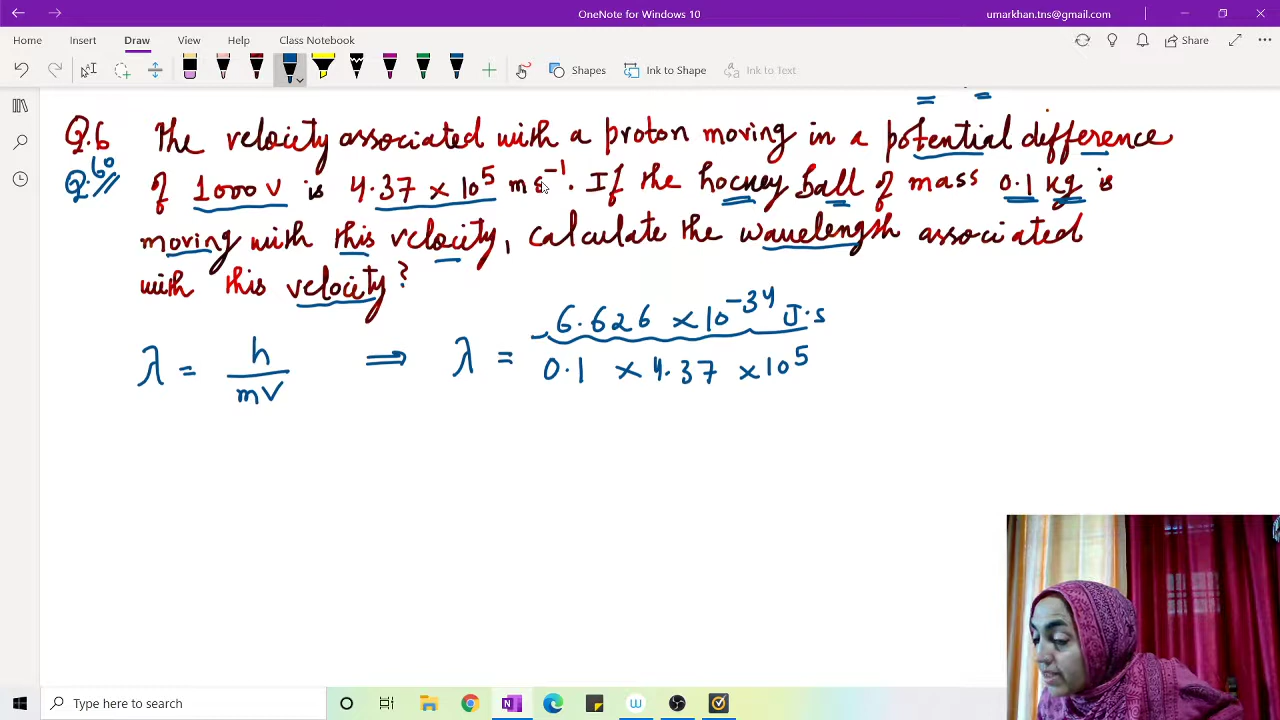 OneNote for Windows 10
umarkhan.tns@gmail.com
Home Insert Draw View Help Class Notebook
Share
Shapes Ink to Shape Ink to Text
Q.6 The veloicty associated with a proton moving in a potential difference
Q.60 of 1000 V is 4.37 × 10⁵ m s⁻¹. If the hockey ball of mass 0.1 kg is
moving with this velocity, calculate the wavelength associated
with this velocity?
λ = h / mV ⟹ λ = 6.626 × 10⁻³⁴ J·s / 0.1 × 4.37 × 10⁵
Type here to search